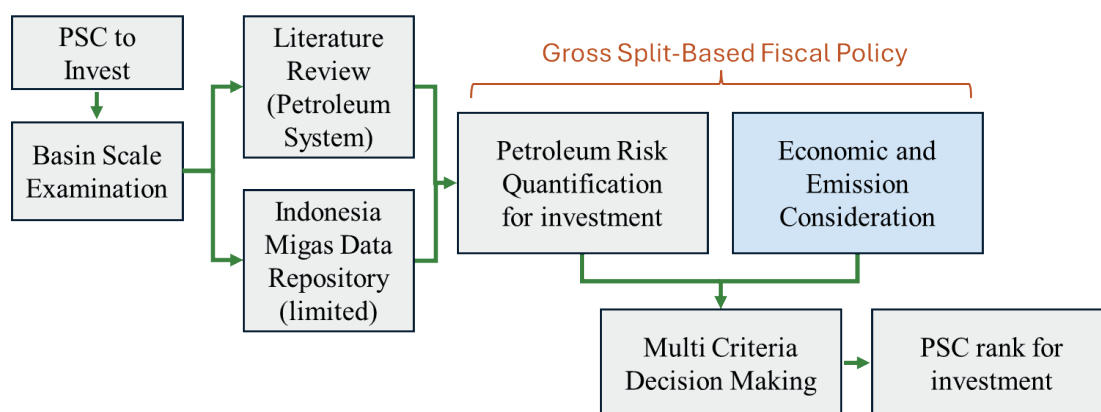 PSC to
Invest
Basin Scale
Examination
Literature
Review
(Petroleum
System)
Indonesia
Migas Data
Repository
(limited)
Gross Split-Based Fiscal Policy
Petroleum Risk
Quantification
for investment
Economic and
Emission
Consideration
Multi Criteria
Decision Making
PSC rank for
investment